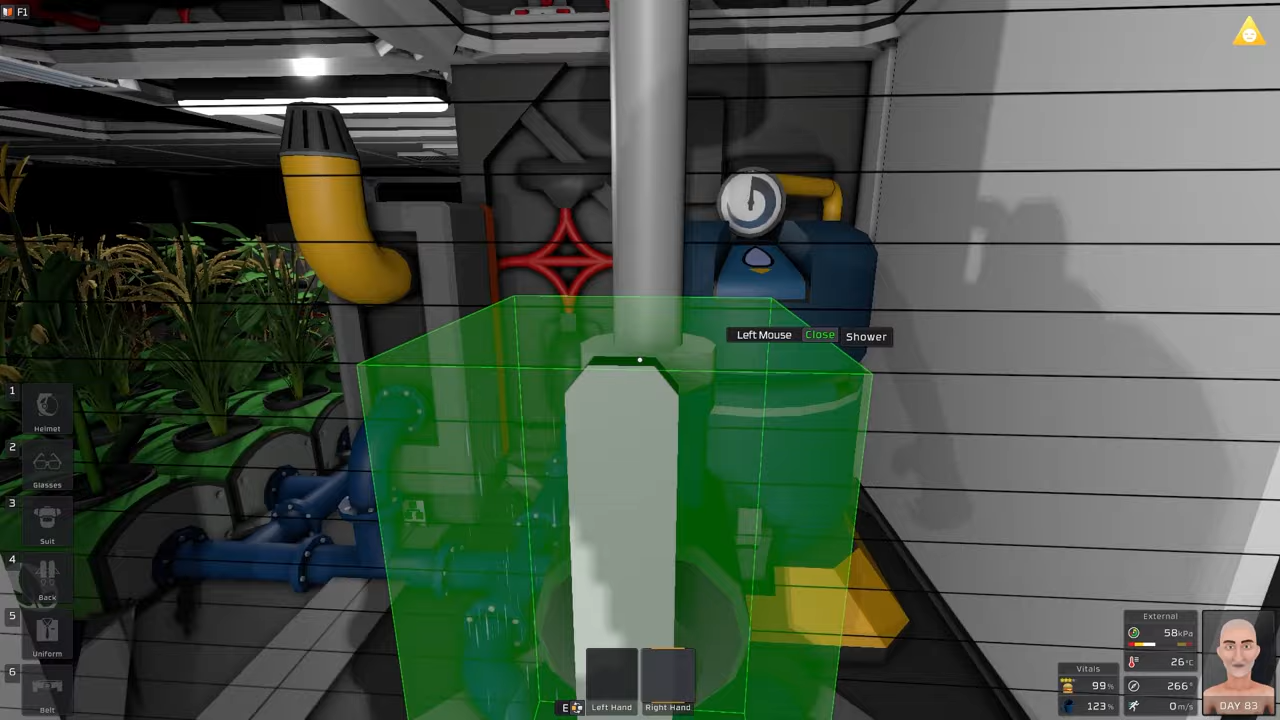 F1
Left Mouse Close Shower
1
Helmet
2
Glasses
3
Suit
4
Back
5
Uniform
6
Belt
E Left Hand Right Hand
External
58kPa
26°C
266°
0m/s
Vitals
99%
123%
DAY 83